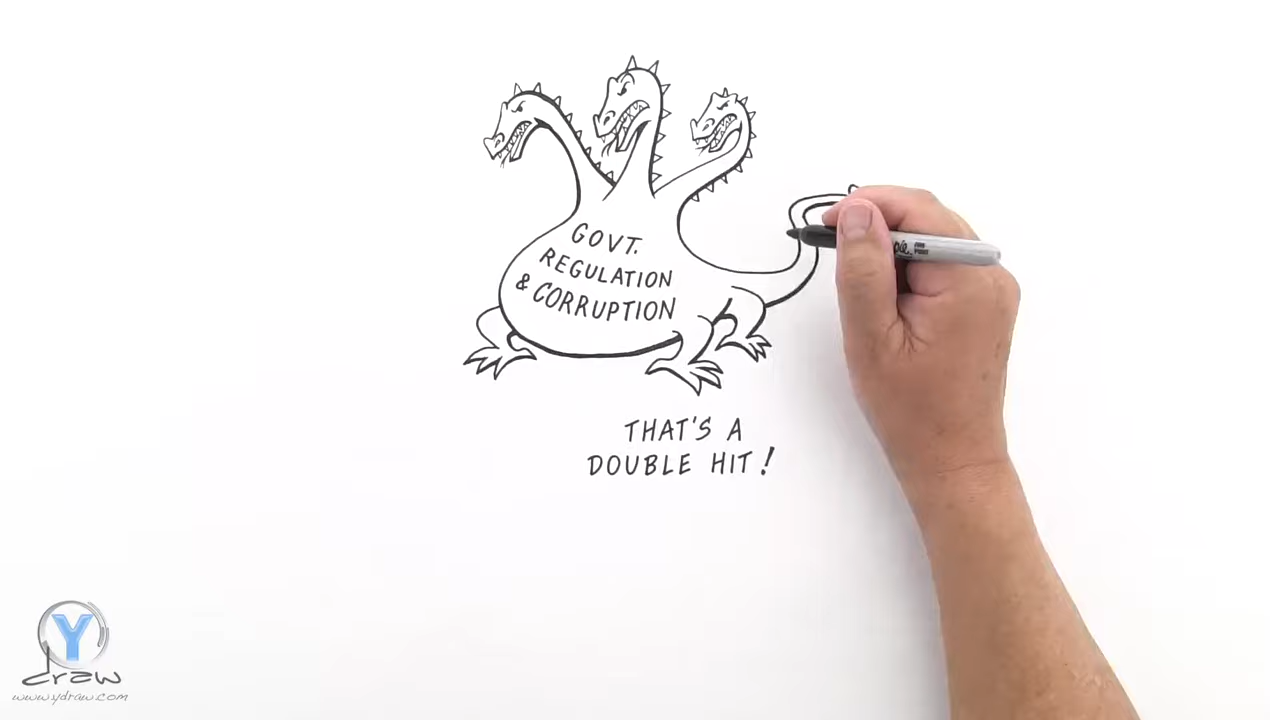 GOVT.
REGULATION
& CORRUPTION
THAT'S A
DOUBLE HIT!
Y
draw
www.ydraw.com